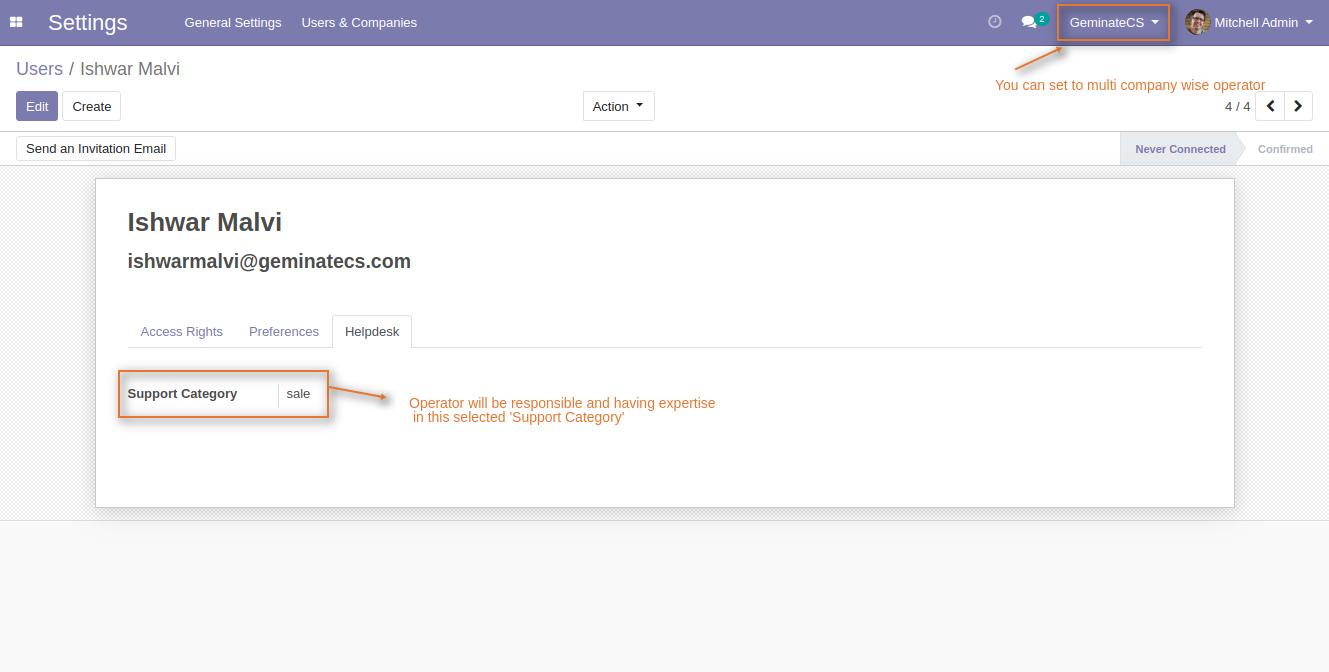 Settings General Settings Users & Companies 2 GeminateCS Mitchell Admin
Users / Ishwar Malvi
You can set to multi company wise operator
Edit Create Action 4 / 4
Send an Invitation Email Never Connected Confirmed
Ishwar Malvi
ishwarmalvi@geminatecs.com
Access Rights Preferences Helpdesk
Support Category sale
Operator will be responsible and having expertise
in this selected 'Support Category'